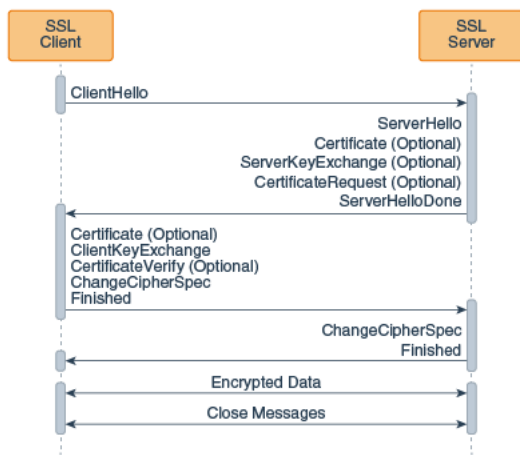 SSL
Client
SSL
Server
ClientHello
ServerHello
Certificate (Optional)
ServerKeyExchange (Optional)
CertificateRequest (Optional)
ServerHelloDone
Certificate (Optional)
ClientKeyExchange
CertificateVerify (Optional)
ChangeCipherSpec
Finished
ChangeCipherSpec
Finished
Encrypted Data
Close Messages